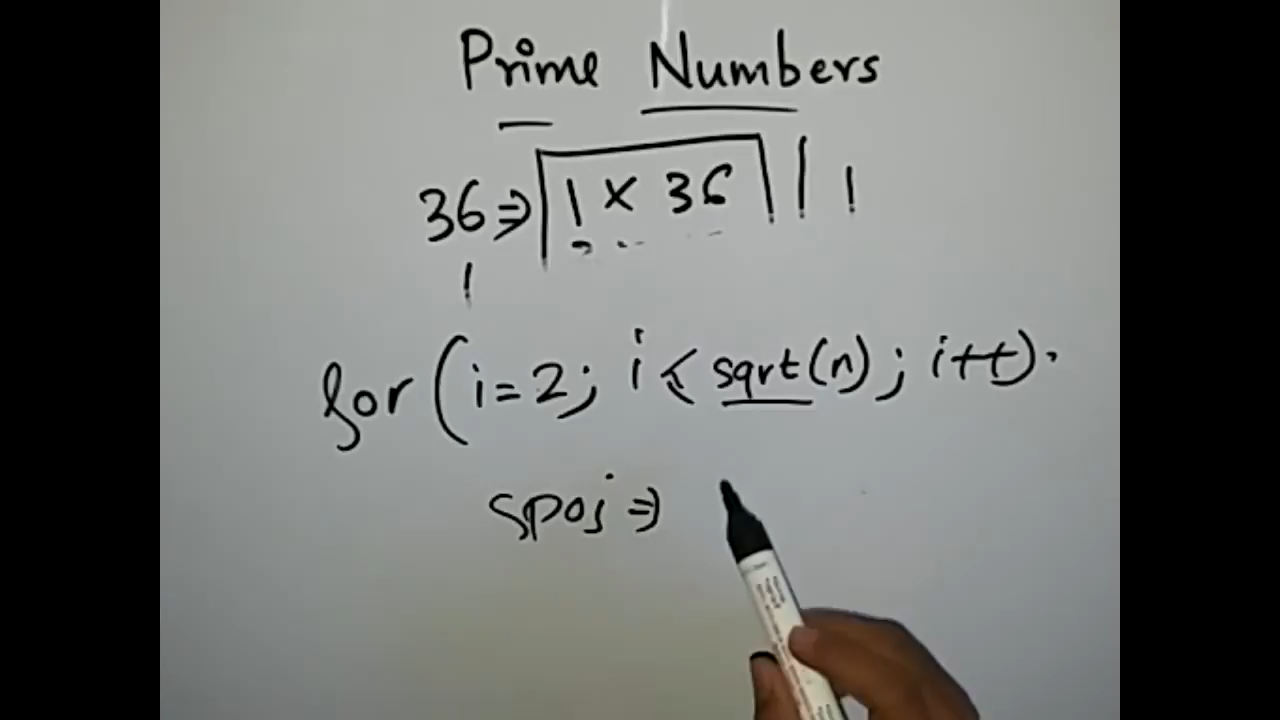 Prime Numbers
36 ⇒ 1 × 36
for (i=2; i≤ sqrt(n); i++).
spoj ⇒